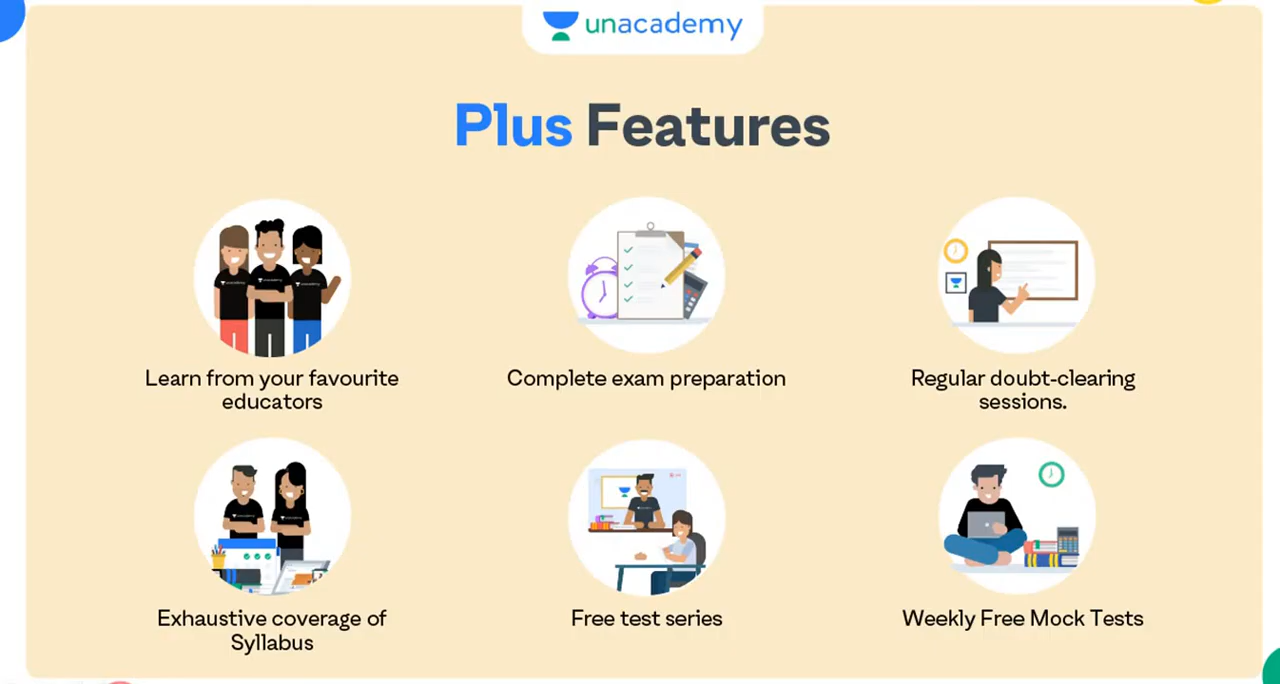 unacademy
Plus Features
Learn from your favourite
educators
Complete exam preparation
Regular doubt-clearing
sessions.
Exhaustive coverage of
Syllabus
Free test series
Weekly Free Mock Tests